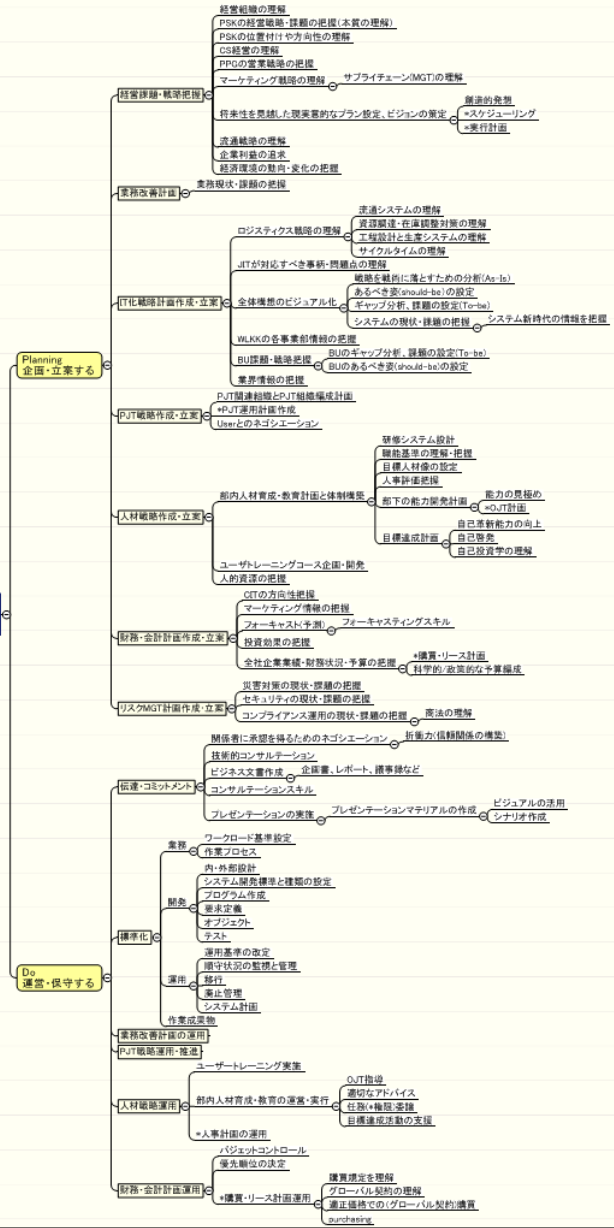 経営組織の理解
PSKの経営戦略・課題の把握(本質の理解)
PSKの位置付けや方向性の理解
CS経営の理解
PPGの営業戦略の把握
マーケティング戦略の理解
サプライチェーン(MGT)の理解
経営課題・戦略把握
創造的発想
将来性を見越した現実意的なプラン設定、ビジョンの策定
*スケジューリング
*実行計画
流通戦略の理解
企業利益の追求
経済環境の動向・変化の把握
業務改善計画
業務現状・課題の把握
流通システムの理解
資源調達・在庫調整対策の理解
ロジスティクス戦略の理解
工程設計と生産システムの理解
サイクルタイムの理解
JITが対応すべき事柄・問題点の理解
戦略を戦術に落とすための分析(As-Is)
あるべき姿(should-be)の設定
IT化戦略計画作成・立案
全体構想のビジュアル化
ギャップ分析、課題の設定(To-be)
システムの現状・課題の把握
システム新時代の情報を把握
WLKKの各事業部情報の把握
BU課題・戦略把握
BUのギャップ分析、課題の設定(To-be)
BUのあるべき姿(should-be)の設定
業界情報の把握
Planning
企画・立案する
PJT関連組織とPJT組織編成計画
PJT戦略作成・立案
*PJT運用計画作成
Userとのネゴシエーション
研修システム設計
職能基準の理解・把握
目標人材像の設定
人事評価把握
部内人材育成・教育計画と体制構築
部下の能力開発計画
能力の見極め
*OJT計画
人材戦略作成・立案
目標達成計画
自己革新能力の向上
自己啓発
自己投資学の理解
ユーザトレーニングコース企画・開発
人的資源の把握
CITの方向性把握
マーケティング情報の把握
フォーキャスト(予測)
フォーキャスティングスキル
財務・会計計画作成・立案
投資効果の把握
全社企業業績・財務状況・予算の把握
*購買・リース計画
科学的/政策的な予算編成
災害対策の現状・課題の把握
セキュリティの現状・課題の把握
リスクMGT計画作成・立案
コンプライアンス運用の現状・課題の把握
商法の理解
関係者に承認を得るためのネゴシエーション
折衝力(信頼関係の構築)
技術的コンサルテーション
伝達・コミットメント
ビジネス文書作成
企画書、レポート、議事録など
コンサルテーションスキル
プレゼンテーションの実施
プレゼンテーションマテリアルの作成
ビジュアルの活用
シナリオ作成
業務
ワークロード基準設定
作業プロセス
内・外部設計
システム開発標準と種類の設定
開発
プログラム作成
要求定義
オブジェクト
テスト
標準化
運用基準の改定
順守状況の監視と管理
運用
移行
廃止管理
システム計画
作業成果物
Do
運営・保守する
業務改善計画の運用
PJT戦略運用・推進
ユーザートレーニング実施
OJT指導
適切なアドバイス
人材戦略運用
部内人材育成・教育の運営・実行
任務(*権限)委譲
目標達成活動の支援
*人事計画の運用
バジェットコントロール
優先順位の決定
財務・会計計画運用
*購買・リース計画運用
購買規定を理解
グローバル契約の理解
適正価格での(グローバル契約)購買
purchasing